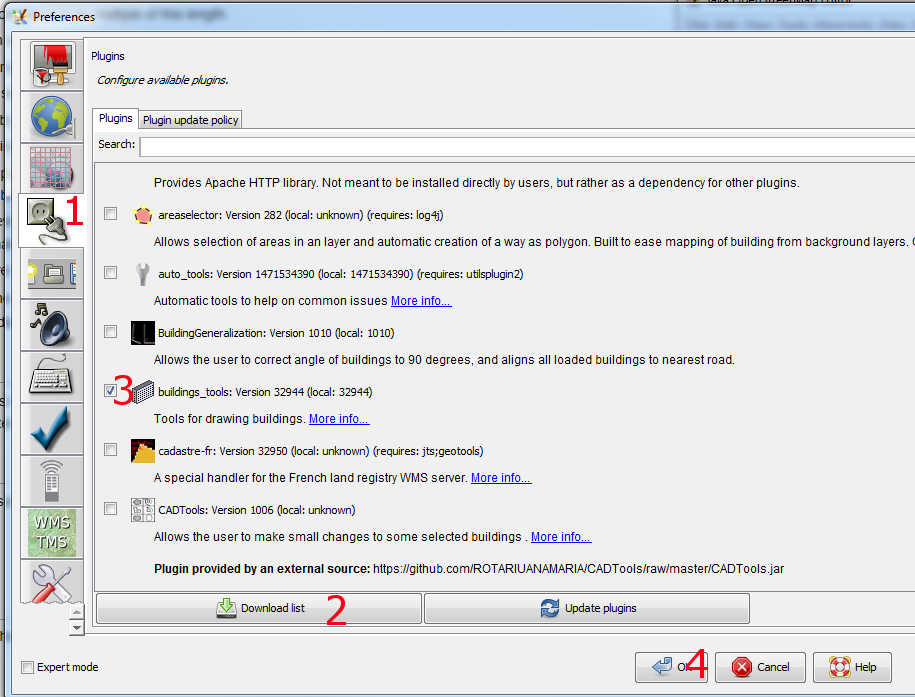 Preferences
Plugins
Configure available plugins.
Plugins
Plugin update policy
Search:
Provides Apache HTTP library. Not meant to be installed directly by users, but rather as a dependency for other plugins.
1
areaselector: Version 282 (local: unknown) (requires: log4j)
Allows selection of areas in an layer and automatic creation of a way as polygon. Built to ease mapping of building from background layers.
auto_tools: Version 1471534390 (local: 1471534390) (requires: utilsplugin2)
Automatic tools to help on common issues More info...
BuildingGeneralization: Version 1010 (local: 1010)
Allows the user to correct angle of buildings to 90 degrees, and aligns all loaded buildings to nearest road.
3 buildings_tools: Version 32944 (local: 32944)
Tools for drawing buildings. More info...
cadastre-fr: Version 32950 (local: unknown) (requires: jts;geotools)
A special handler for the French land registry WMS server. More info...
CADTools: Version 1006 (local: unknown)
Allows the user to make small changes to some selected buildings . More info...
WMS
TMS
Plugin provided by an external source: https://github.com/ROTARIUANAMARIA/CADTools/raw/master/CADTools.jar
Download list 2
Update plugins
Expert mode
4
Cancel
Help